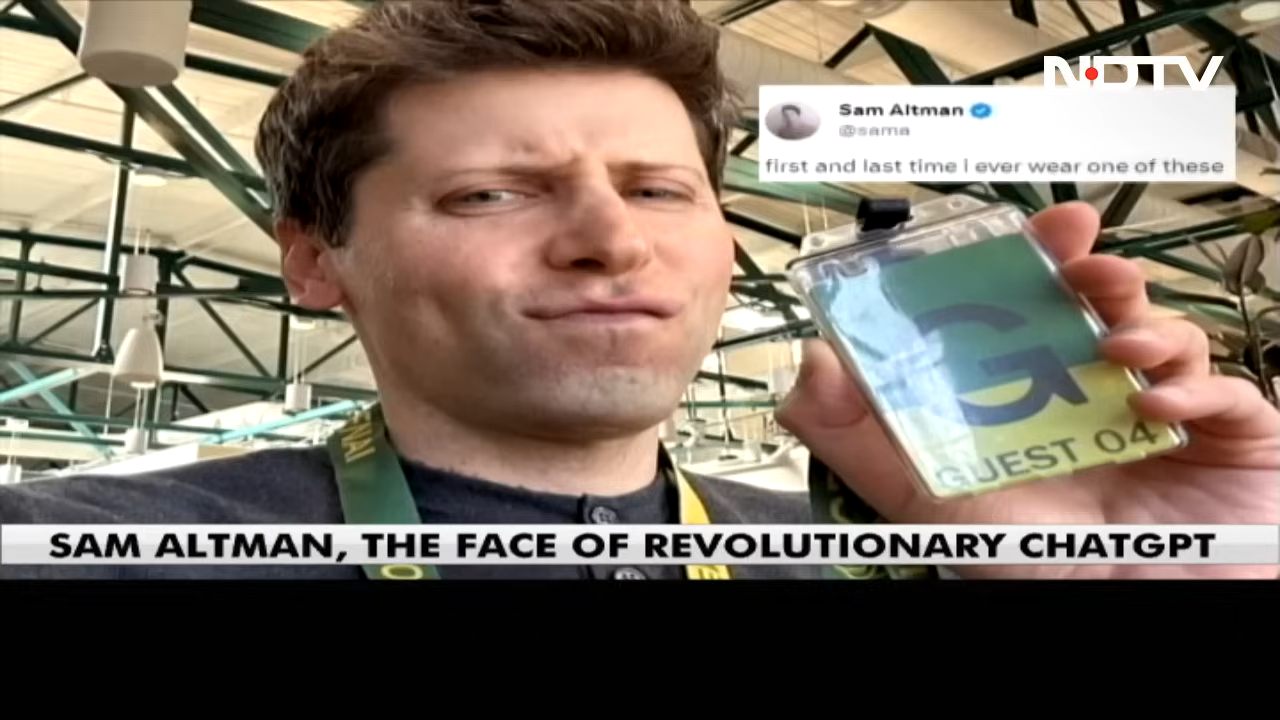 NDTV
Sam Altman
@sama
first and last time i ever wear one of these
G
GUEST 04
SAM ALTMAN, THE FACE OF REVOLUTIONARY CHATGPT